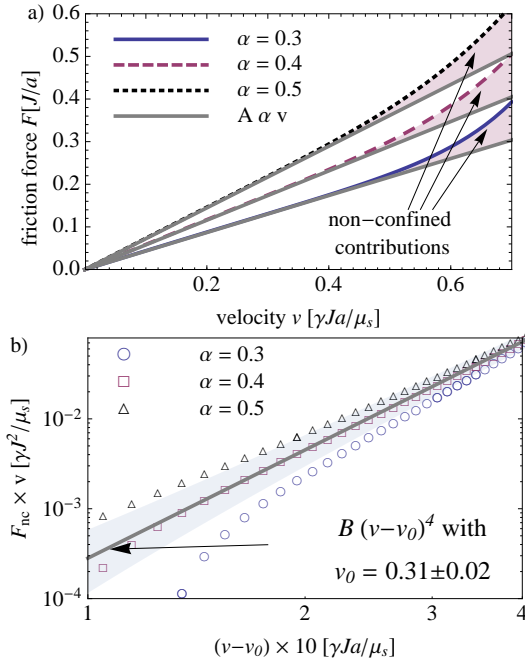 a)
0.6
0.5
0.4
0.3
0.2
0.1
0.0
friction force F[J/a]
α = 0.3
α = 0.4
α = 0.5
A α v
non−confined
contributions
0.2
0.4
0.6
velocity v [γJa/μₛ]
b)
10⁻²
10⁻³
10⁻⁴
F_nc × v [γJ²/μₛ]
α = 0.3
α = 0.4
α = 0.5
B (v−v₀)⁴ with
v₀ = 0.31±0.02
1
2
3
4
(v−v₀) × 10 [γJa/μₛ]